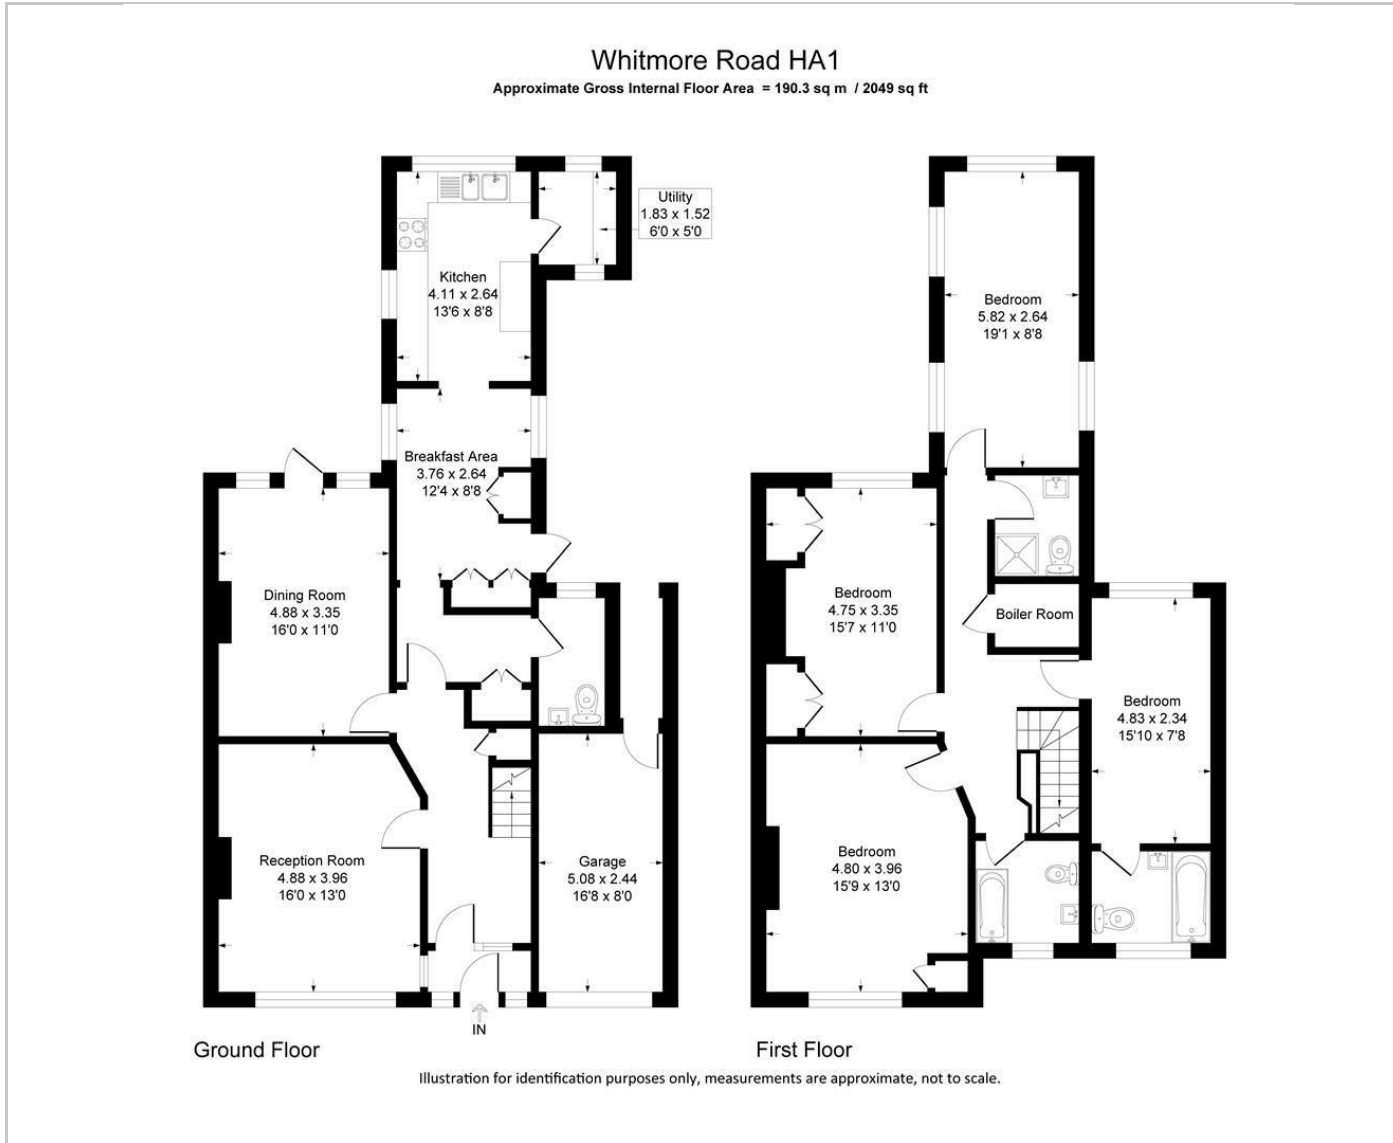 Whitmore Road HA1
Approximate Gross Internal Floor Area = 190.3 sq m / 2049 sq ft
Utility
1.83 x 1.52
6'0 x 5'0
Kitchen
4.11 x 2.64
13'6 x 8'8
Breakfast Area
3.76 x 2.64
12'4 x 8'8
Dining Room
4.88 x 3.35
16'0 x 11'0
Reception Room
4.88 x 3.96
16'0 x 13'0
Garage
5.08 x 2.44
16'8 x 8'0
IN
Ground Floor
Bedroom
5.82 x 2.64
19'1 x 8'8
Bedroom
4.75 x 3.35
15'7 x 11'0
Boiler Room
Bedroom
4.83 x 2.34
15'10 x 7'8
Bedroom
4.80 x 3.96
15'9 x 13'0
First Floor
Illustration for identification purposes only, measurements are approximate, not to scale.